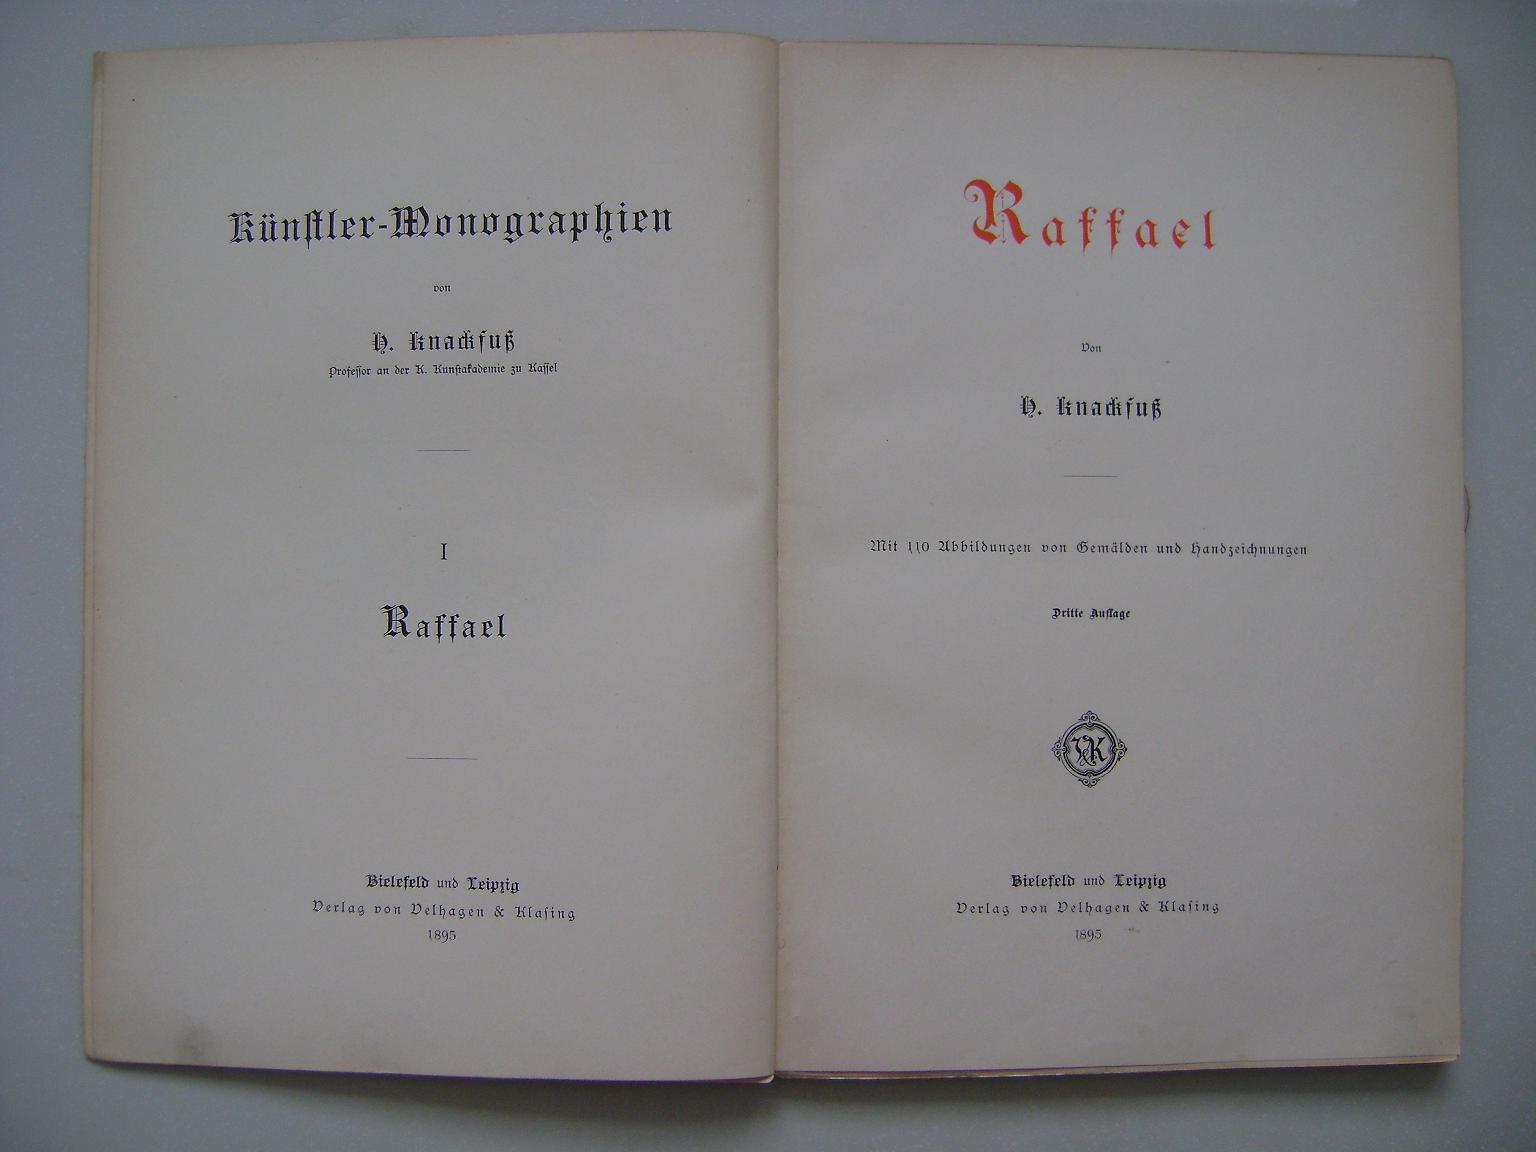 Künstler-Monographien
von
H. Knackfuß
Professor an der K. Kunstakademie zu Kassel
I
Raffael
Bielefeld und Leipzig
Verlag von Velhagen & Klasing
1895
Raffael
Von
H. Knackfuß
Mit 110 Abbildungen von Gemälden und Handzeichnungen
Dritte Auflage
V&K
Bielefeld und Leipzig
Verlag von Velhagen & Klasing
1895